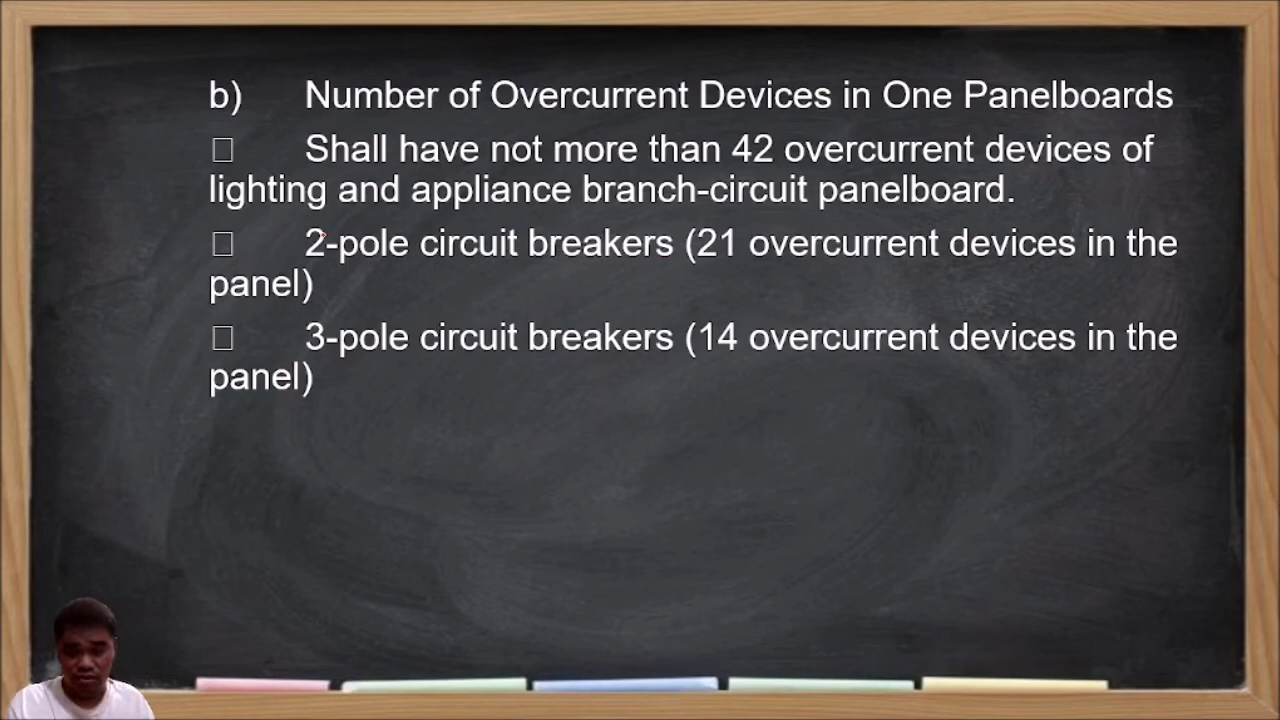 b) Number of Overcurrent Devices in One Panelboards
Shall have not more than 42 overcurrent devices of
lighting and appliance branch-circuit panelboard.
2-pole circuit breakers (21 overcurrent devices in the
panel)
3-pole circuit breakers (14 overcurrent devices in the
panel)